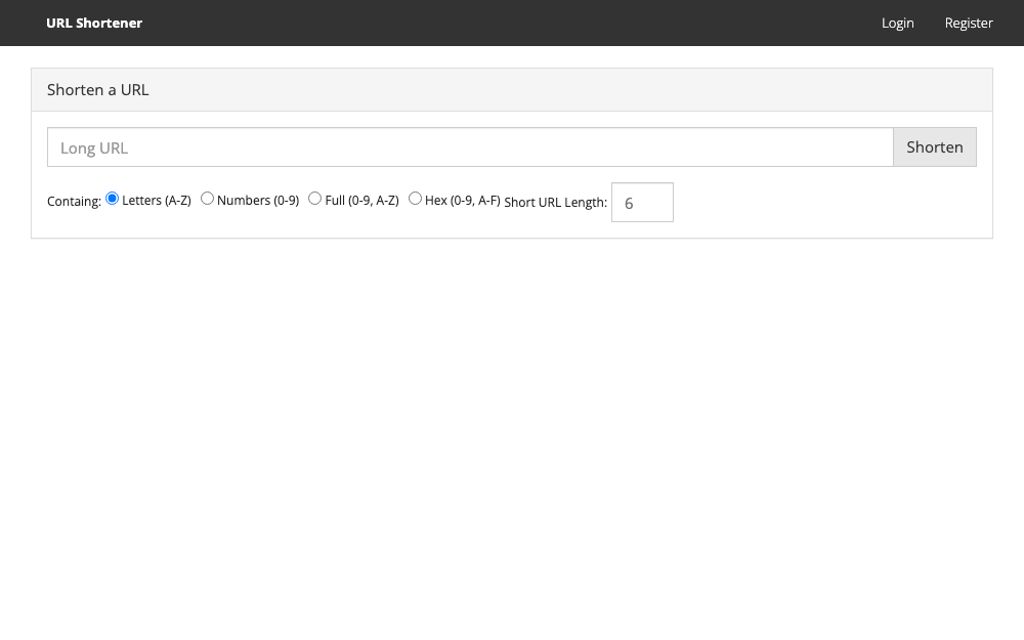 URL Shortener Login Register
Shorten a URL
Long URL Shorten
Containg: Letters (A-Z) Numbers (0-9) Full (0-9, A-Z) Hex (0-9, A-F) Short URL Length: 6